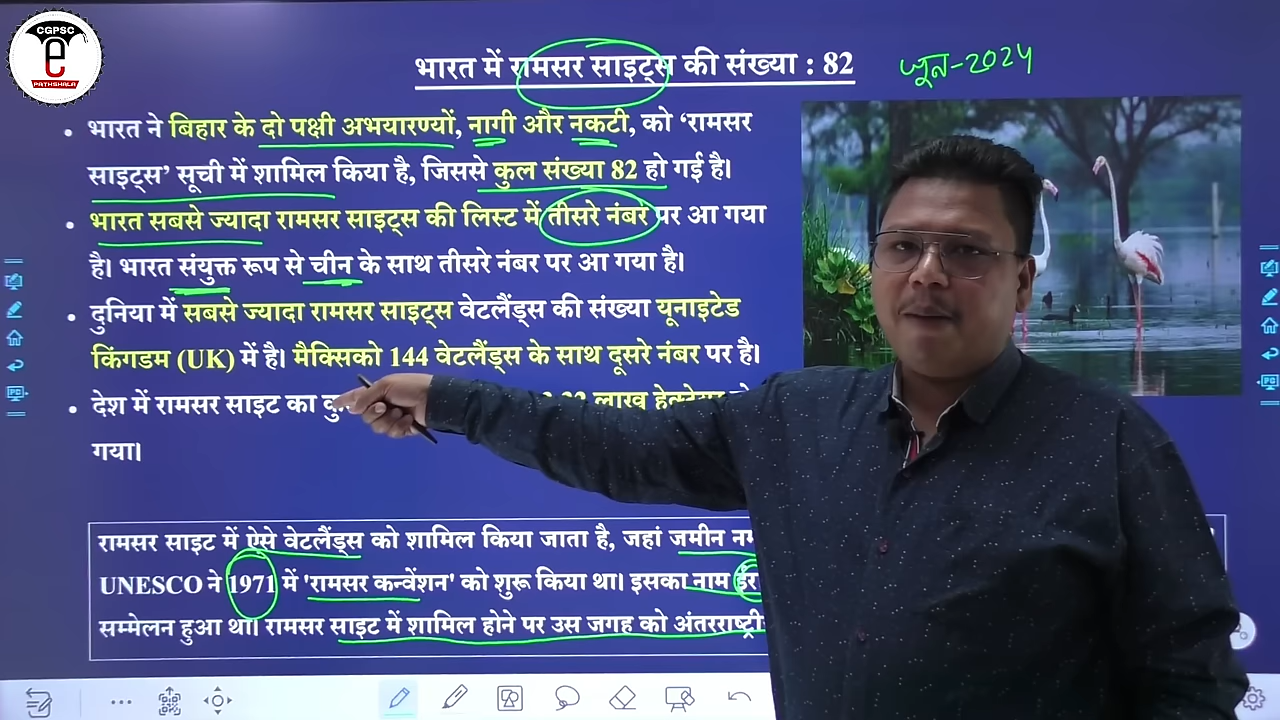 CGPSC
e
PATHSHALA
भारत में रामसर साइट्स की संख्या : 82
जून-2024
• भारत ने बिहार के दो पक्षी अभयारण्यों, नागी और नकटी, को ‘रामसर
साइट्स’ सूची में शामिल किया है, जिससे कुल संख्या 82 हो गई है।
• भारत सबसे ज्यादा रामसर साइट्स की लिस्ट में तीसरे नंबर पर आ गया
है। भारत संयुक्त रूप से चीन के साथ तीसरे नंबर पर आ गया है।
• दुनिया में सबसे ज्यादा रामसर साइट्स वेटलैंड्स की संख्या यूनाइटेड
किंगडम (UK) में है। मैक्सिको 144 वेटलैंड्स के साथ दूसरे नंबर पर है।
• देश में रामसर साइट का लाख हेक्टेयर
गया।
रामसर साइट में ऐसे वेटलैंड्स को शामिल किया जाता है, जहां जमीन
UNESCO ने 1971 में 'रामसर कन्वेंशन' को शुरू किया था। इसका नाम
सम्मेलन हुआ था। रामसर साइट में शामिल होने पर उस जगह को